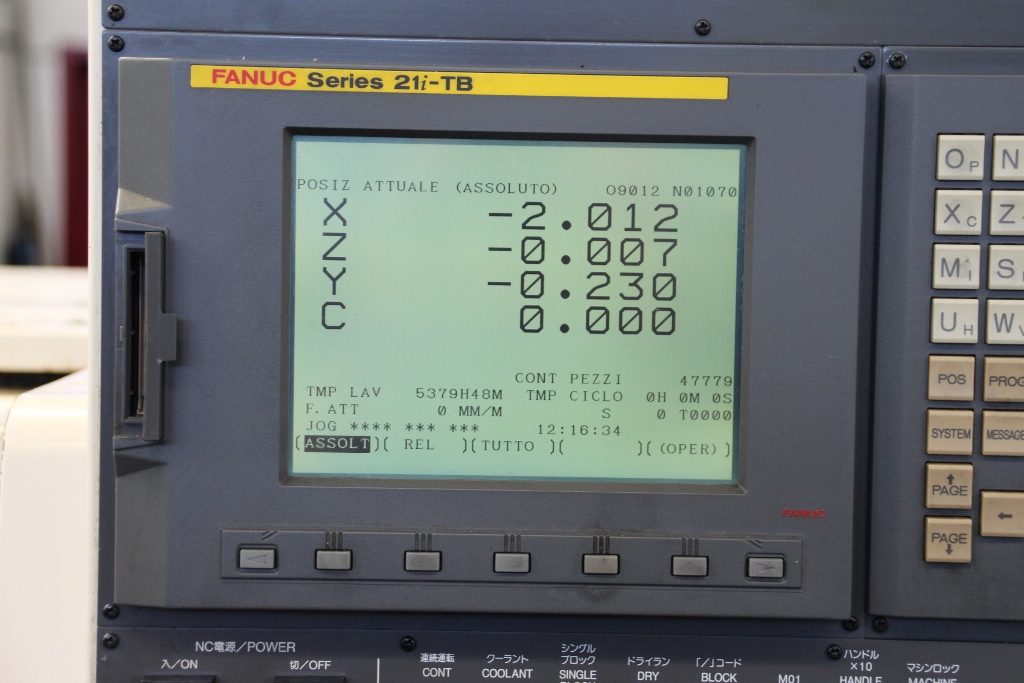 FANUC Series 21i-TB
POSIZ ATTUALE (ASSOLUTO) O9012 N01070
X -2.012
Z -0.007
Y -0.230
C 0.000
CONT PEZZI 47779
TMP LAV 5379H48M TMP CICLO 0H 0M 0S
F. ATT 0 MM/M S 0 T0000
JOG **** *** *** 12:16:34
(ASSOLT)( REL )(TUTTO )( )( (OPER) )
FANUC
OP N
XC Z
MI S
UH W
POS PROG
SYSTEM MESSAGE
↑ PAGE ←
PAGE ↓
NC電源/POWER
入/ON 切/OFF
連続運転 CONT
クーラント COOLANT
シングル ブロック SINGLE
ドライラン DRY
「/」コード BLOCK
M01
ハンドル ×10 HANDLE
マシンロック MACHINE